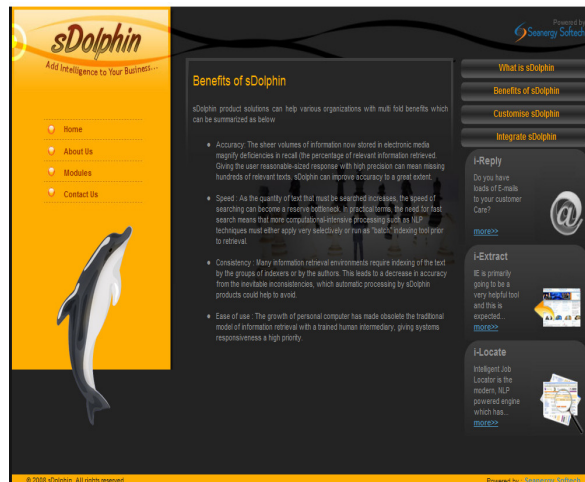 sDolphin
Add Intelligence to Your Business...
Powered by
Seanergy Softech
Home
About Us
Modules
Contact Us
Benefits of sDolphin
sDolphin product solutions can help various organizations with multi fold benefits which
can be summarized as below
Accuracy: The sheer volumes of information now stored in electronic media
magnify deficiencies in recall (the percentage of relevant information retrieved.
Giving the user reasonable-sized response with high precision can mean missing
hundreds of relevant texts. sDolphin can improve accuracy to a great extent.
Speed : As the quantity of text that must be searched increases, the speed of
searching can become a reserve bottleneck. In practical terms, the need for fast
search means that more computational-intensive processing such as NLP
techniques must either apply very selectively or run as "batch" indexing tool prior
to retrieval.
Consistency : Many information retrieval environments require indexing of the text
by the groups of indexers or by the authors. This leads to a decrease in accuracy
from the inevitable inconsistencies, which automatic processing by sDolphin
products could help to avoid.
Ease of use : The growth of personal computer has made obsolete the traditional
model of information retrieval with a trained human intermediary, giving systems
responsiveness a high priority.
What is sDolphin
Benefits of sDolphin
Customise sDolphin
Integrate sDolphin
i-Reply
Do you have
loads of E-mails
to your customer
Care?
more>>
i-Extract
IE is primarily
going to be a
very helpful tool
and this is
expected...
more>>
i-Locate
Intelligent Job
Locator is the
modern, NLP
powered engine
which has...
more>>
© 2008 sDolphin. All rights reserved
Powered by : Seanergy Softech